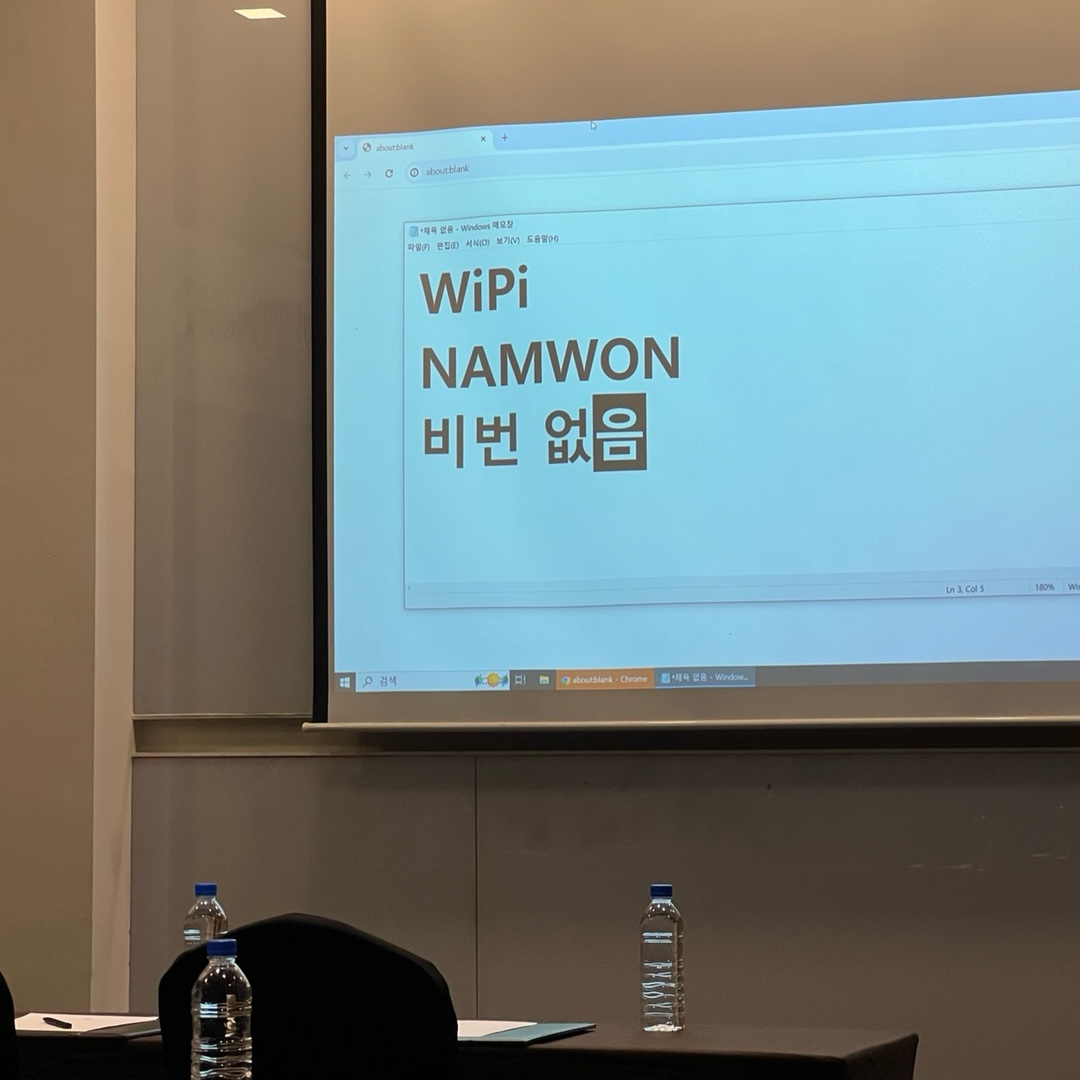 about:blank
about:blank
*제목 없음 - Windows 메모장
파일(F) 편집(E) 서식(O) 보기(V) 도움말(H)
WiPi
NAMWON
비번 없음
Ln 3, Col 5 180%
검색 about:blank - Chrome *제목 없음 - Window...